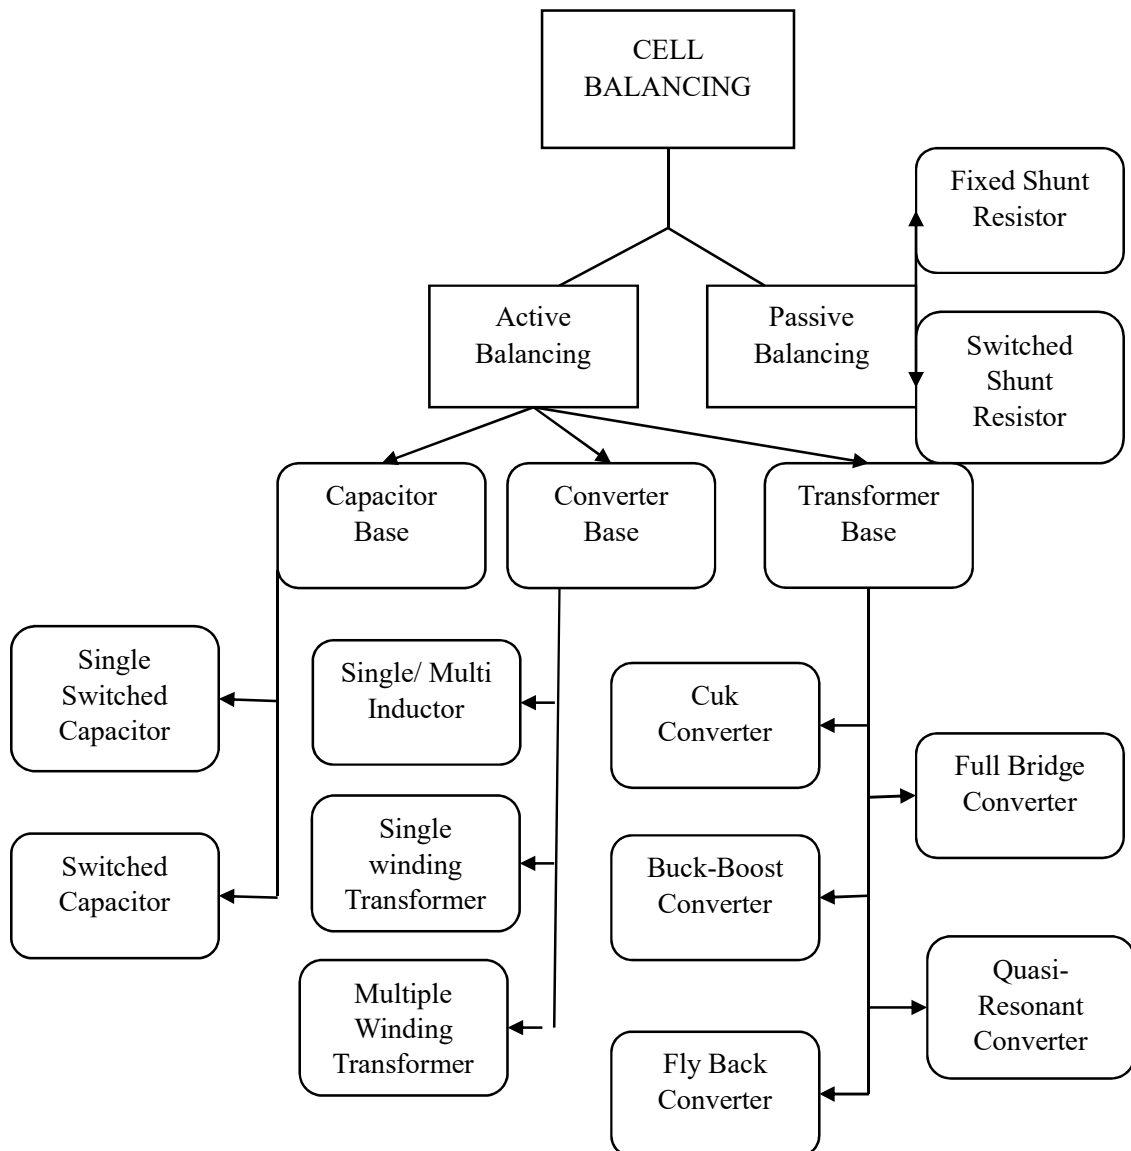 CELL
BALANCING
Fixed Shunt
Resistor
Active
Balancing
Passive
Balancing
Switched
Shunt
Resistor
Capacitor
Base
Converter
Base
Transformer
Base
Single
Switched
Capacitor
Single/ Multi
Inductor
Cuk
Converter
Full Bridge
Converter
Switched
Capacitor
Single
winding
Transformer
Buck-Boost
Converter
Quasi-
Resonant
Converter
Multiple
Winding
Transformer
Fly Back
Converter